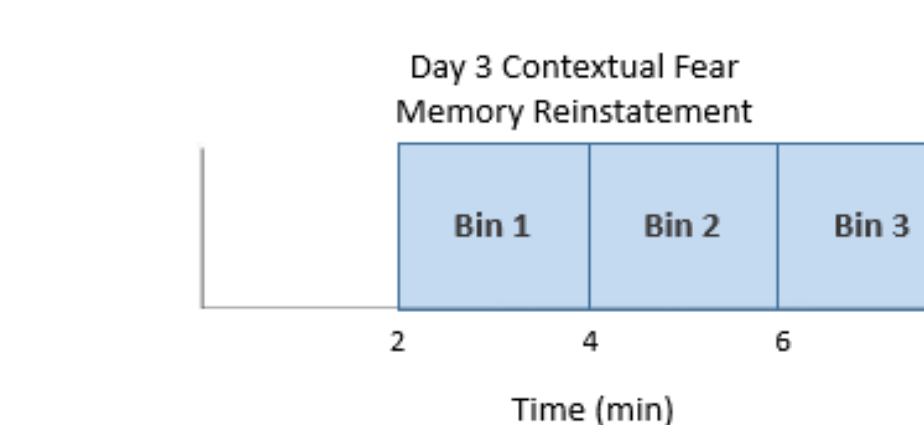 Day 3 Contextual Fear
Memory Reinstatement
Bin 1 Bin 2 Bin 3
2 4 6
Time (min)